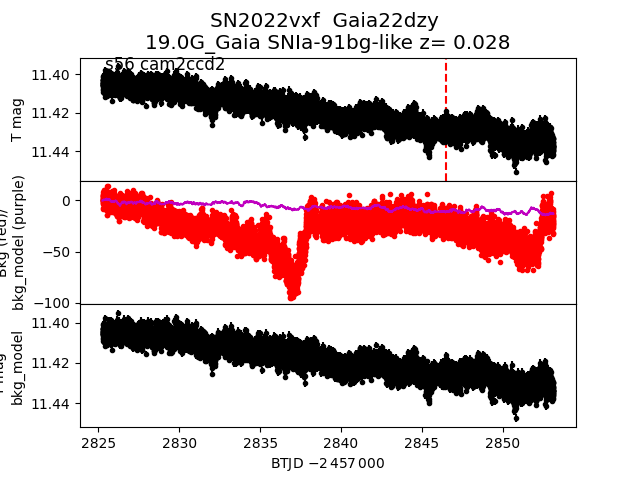 SN2022vxf  Gaia22dzy
19.0G_Gaia SNIa-91bg-like z= 0.028
s56 cam2ccd2
11.40
11.42
11.44
T mag
0
−50
−100
Bkg (red)/
bkg_model (purple)
11.40
11.42
11.44
mag
bkg_model
2825
2830
2835
2840
2845
2850
BTJD −2 457 000